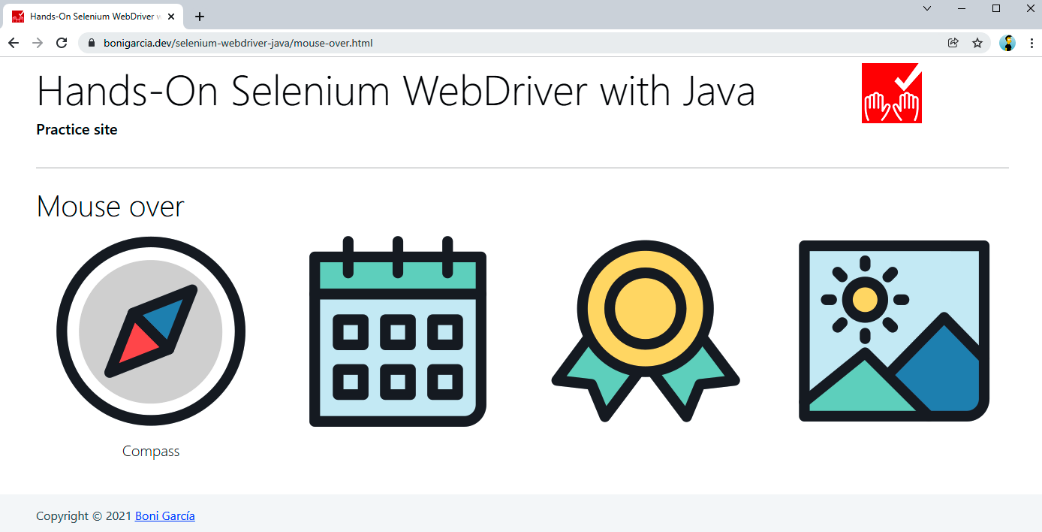 Hands-On Selenium WebDriver w
bonigarcia.dev/selenium-webdriver-java/mouse-over.html
Hands-On Selenium WebDriver with Java
Practice site
Mouse over
Compass
Copyright © 2021 Boni García